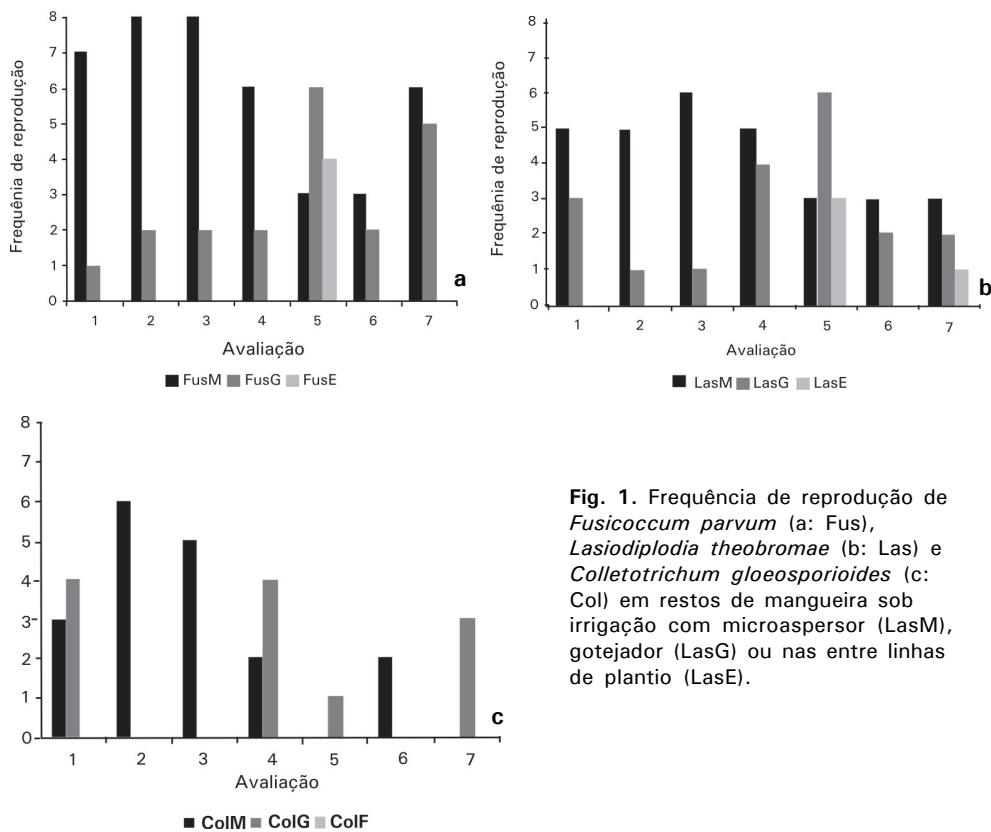 8
7
6
5
4
3
2
1
0
Frequênia de reprodução
1 2 3 4 5 6 7
Avaliação
FusM FusG FusE
a
8
7
6
5
4
3
2
1
0
Frequênia de reprodução
1 2 3 4 5 6 7
Avaliação
LasM LasG LasE
b
8
7
6
5
4
3
2
1
0
1 2 3 4 5 6 7
Avaliação
ColM ColG ColF
c
Fig. 1. Frequência de reprodução de
Fusicoccum parvum (a: Fus),
Lasiodiplodia theobromae (b: Las) e
Colletotrichum gloeosporioides (c:
Col) em restos de mangueira sob
irrigação com microaspersor (LasM),
gotejador (LasG) ou nas entre linhas
de plantio (LasE).